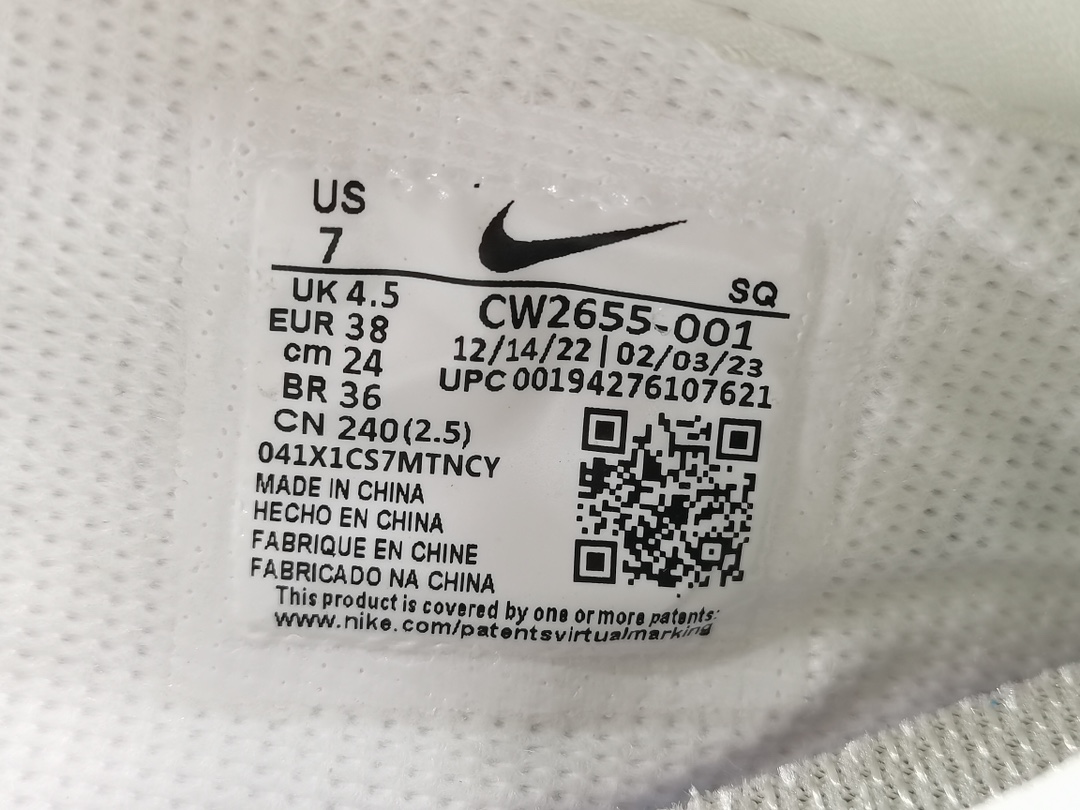 US
7
SQ
UK 4.5
EUR 38
cm 24
BR 36
CN 240(2.5)
CW2655-001
12/14/22 | 02/03/23
UPC 00194276107621
041X1CS7MTNCY
MADE IN CHINA
HECHO EN CHINA
FABRIQUE EN CHINE
FABRICADO NA CHINA
This product is covered by one or more patents:
www.nike.com/patentsvirtualmarking